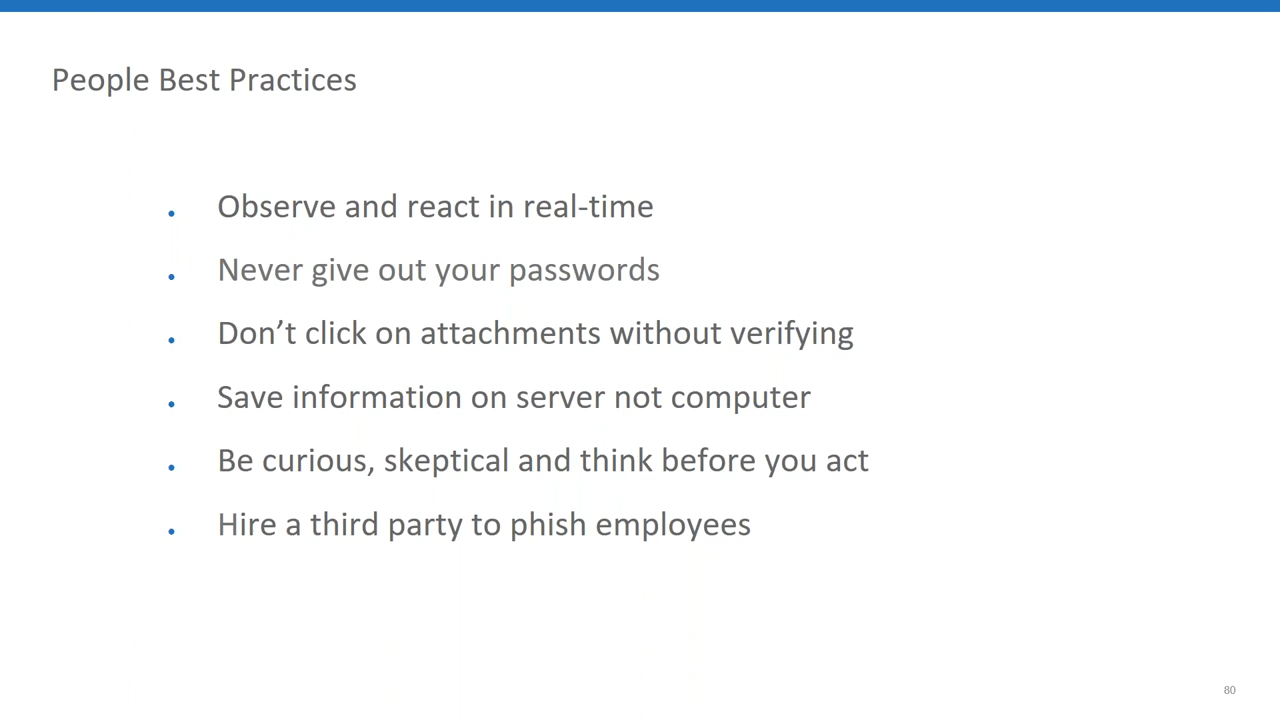 People Best Practices
• Observe and react in real-time
• Never give out your passwords
• Don’t click on attachments without verifying
• Save information on server not computer
• Be curious, skeptical and think before you act
• Hire a third party to phish employees
80